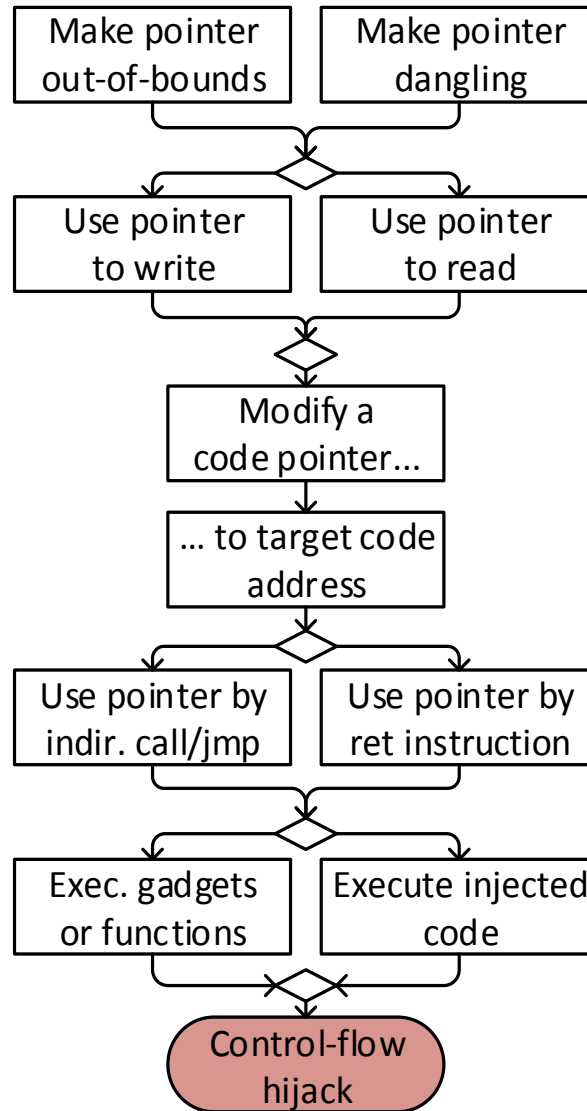 Make pointer
out-of-bounds
Make pointer
dangling
Use pointer
to write
Use pointer
to read
Modify a
code pointer...
... to target code
address
Use pointer by
indir. call/jmp
Use pointer by
ret instruction
Exec. gadgets
or functions
Execute injected
code
Control-flow
hijack